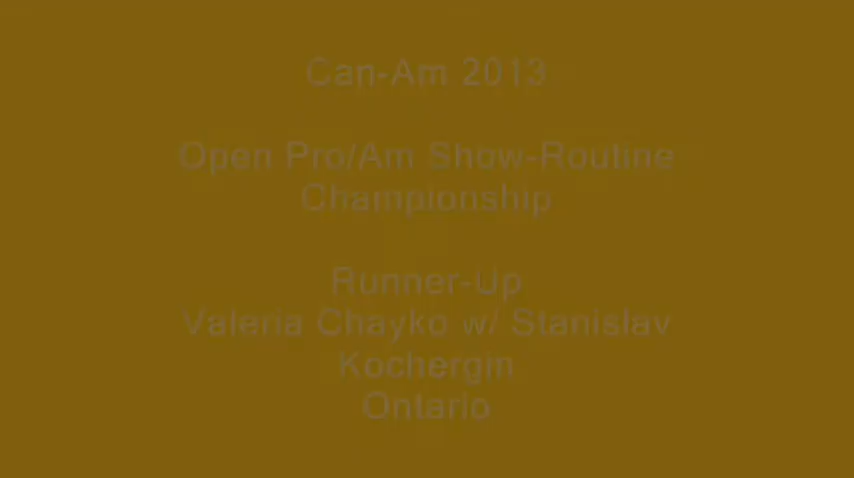 Can-Am 2013
Open Pro/Am Show-Routine
Championship
Runner-Up
Valeria Chayko w/ Stanislav
Kochergin
Ontario